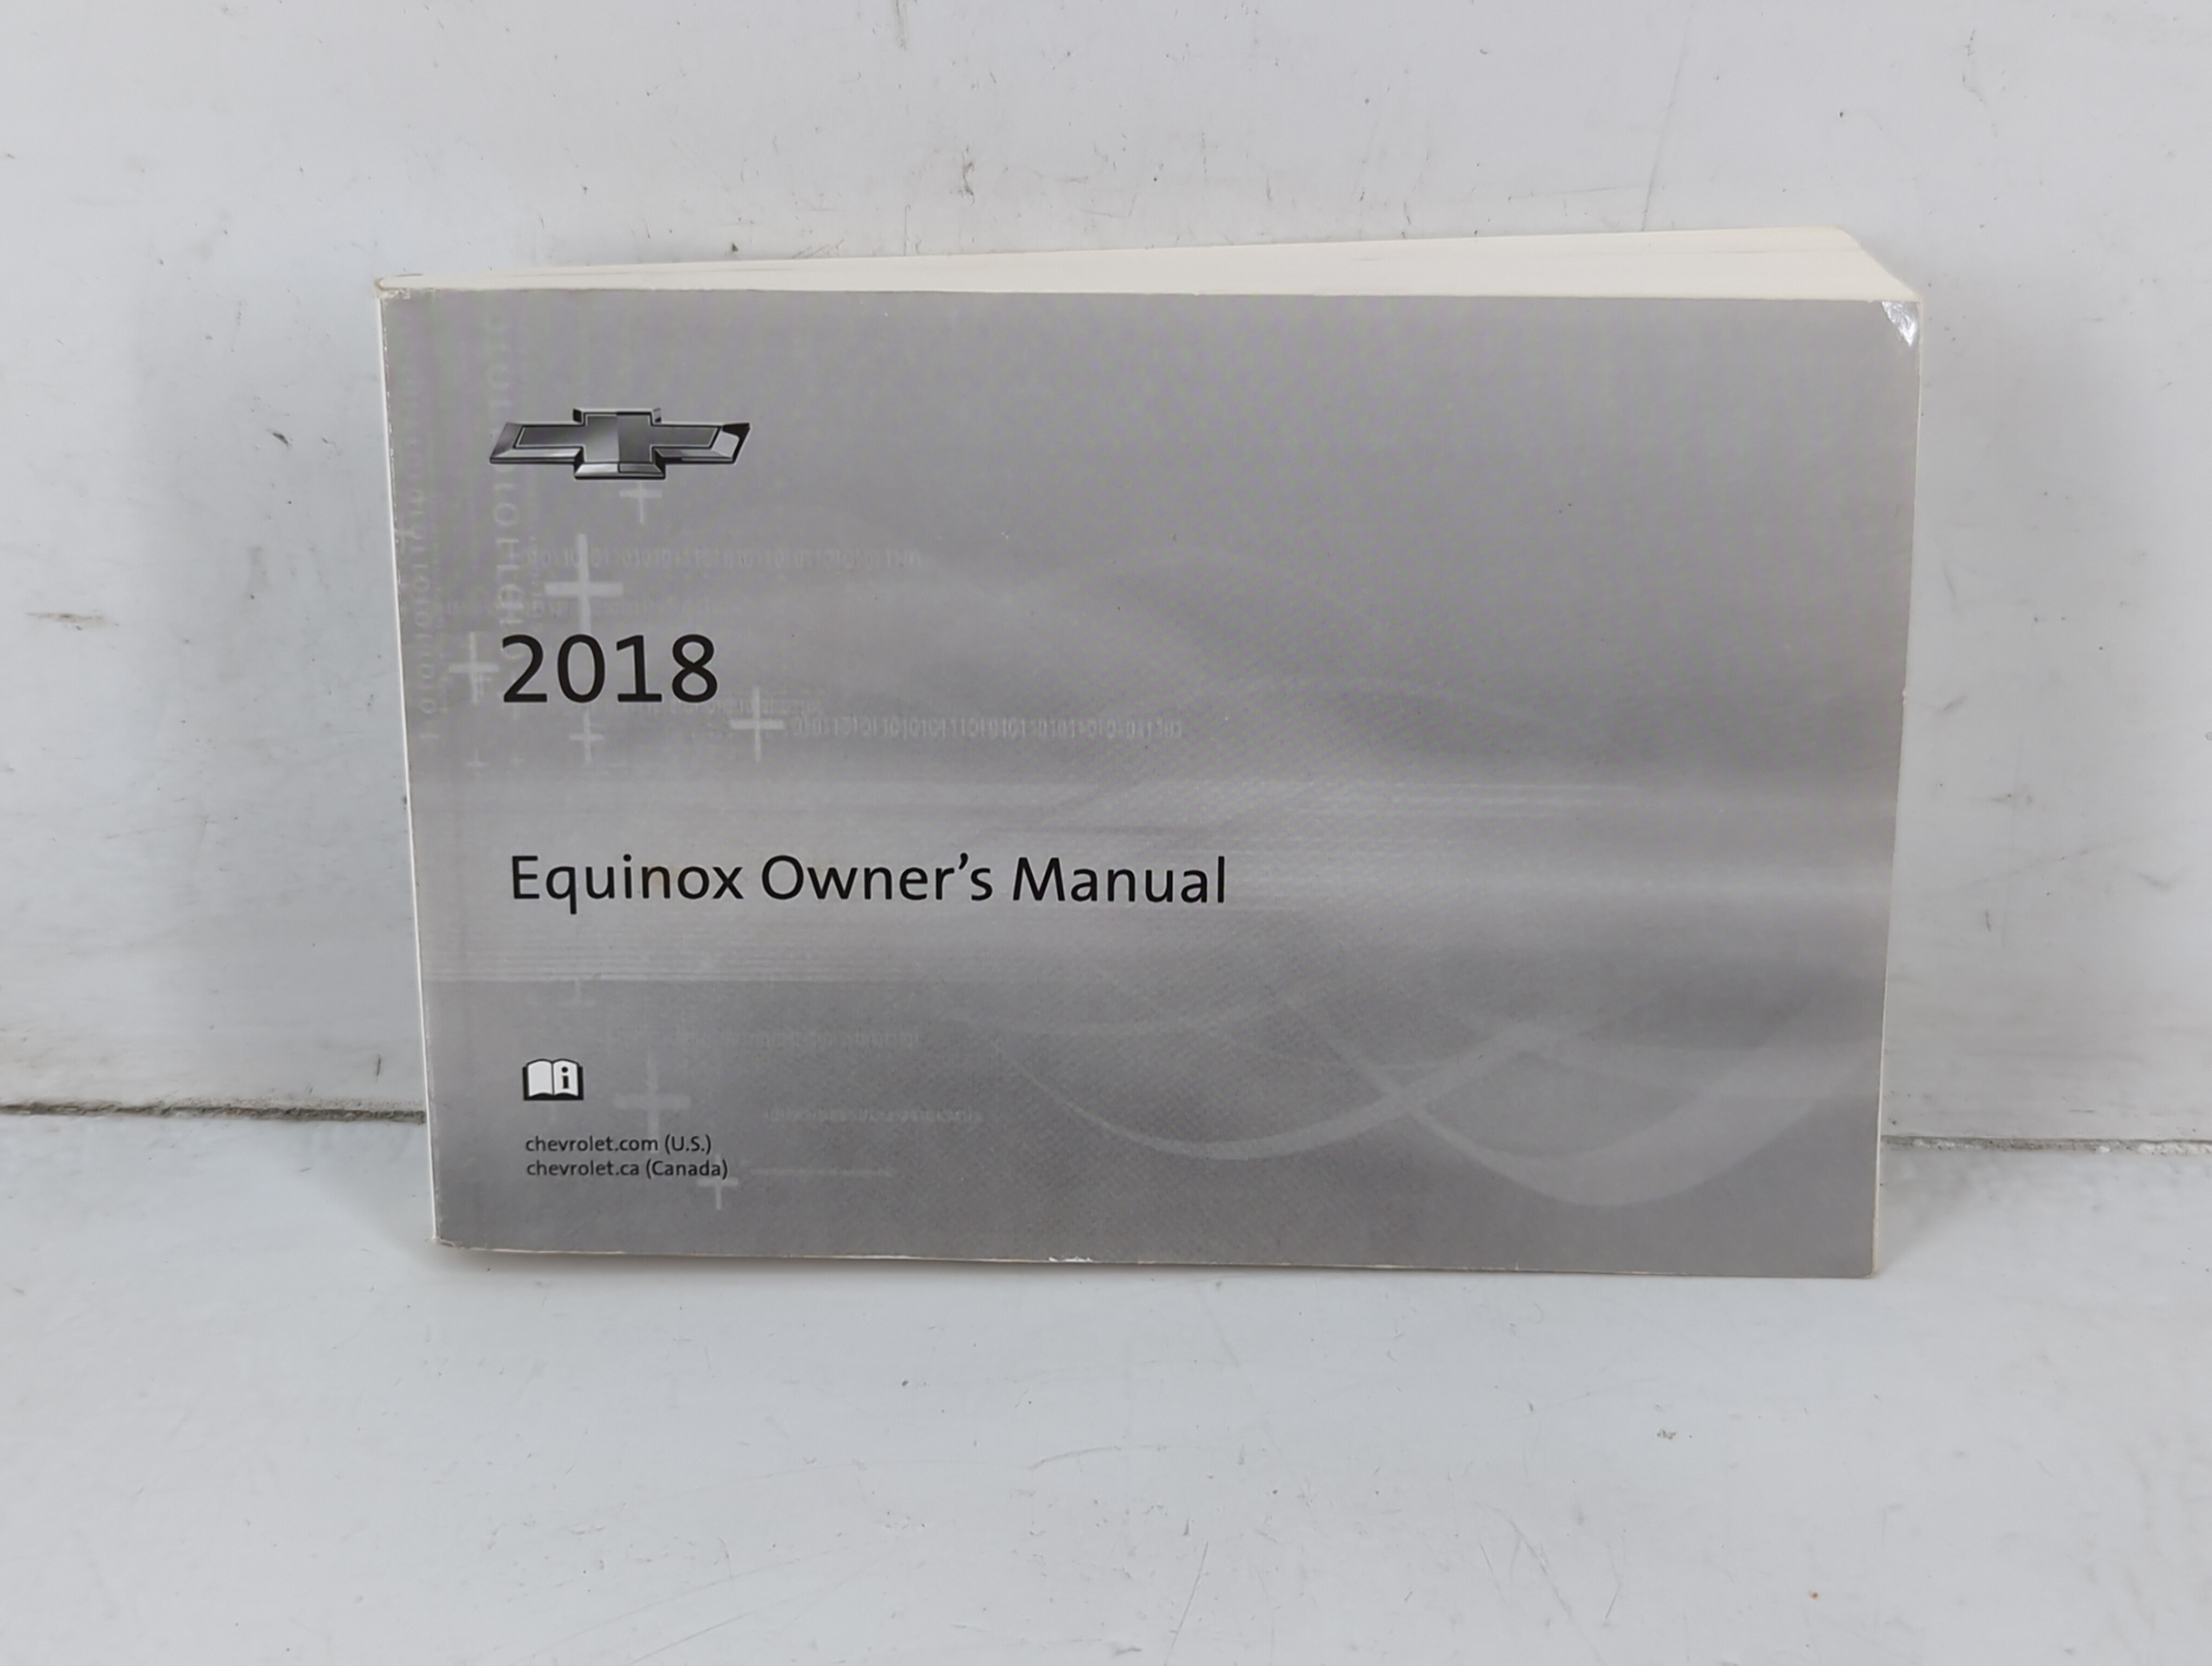 2018
Equinox Owner’s Manual
i
chevrolet.com (U.S.)
chevrolet.ca (Canada)